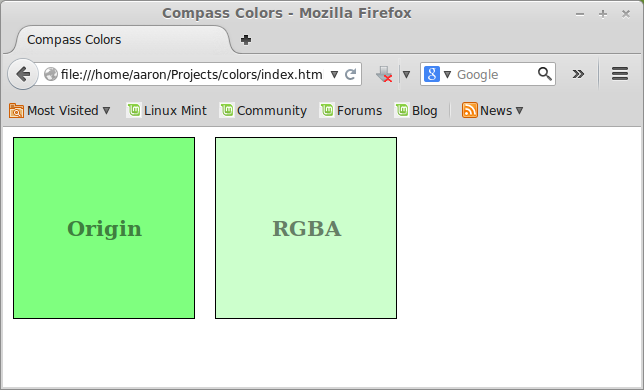 Compass Colors - Mozilla Firefox
Compass Colors
file:///home/aaron/Projects/colors/index.htm
8 Google
Most Visited Linux Mint Community Forums Blog News
Origin RGBA